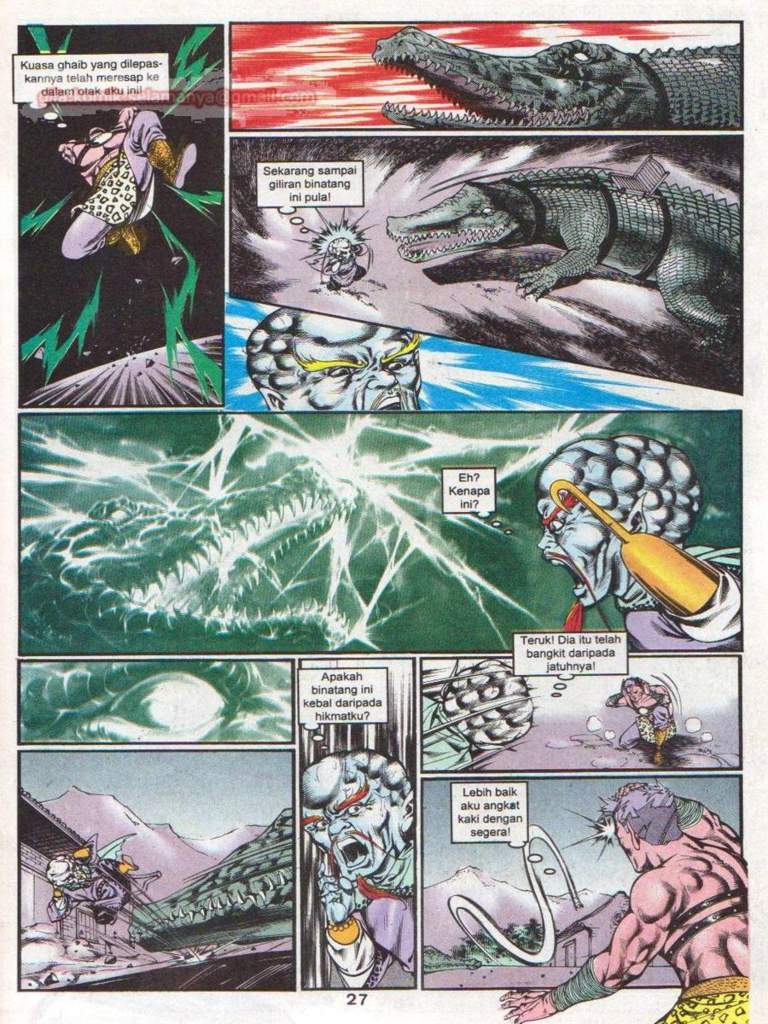 Kuasa ghaib yang dilepas-
kannya telah meresap ke
dalam otak aku ini!
Sekarang sampai
giliran binatang
ini pula!
Eh?
Kenapa
ini?
Teruk! Dia itu telah
bangkit daripada
jatuhnya!
Apakah
binatang ini
kebal daripada
hikmatku?
Lebih baik
aku angkat
kaki dengan
segera!
27